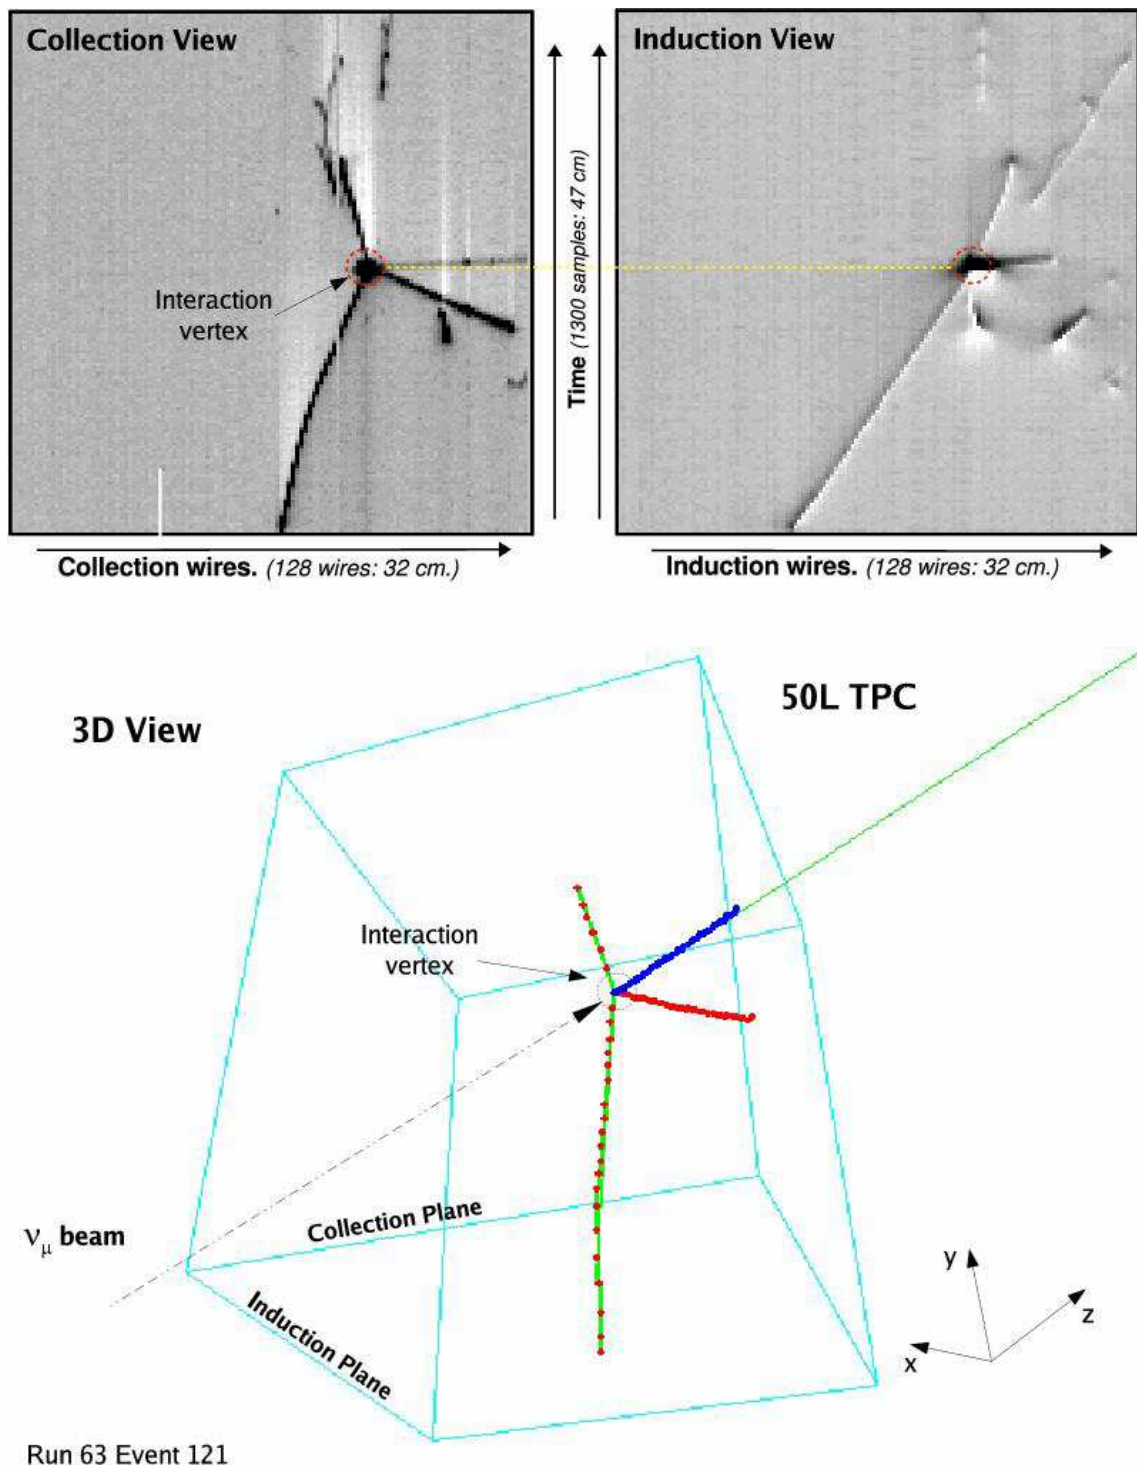 Collection View
Induction View
Interaction
vertex
Time (1300 samples: 47 cm)
Collection wires. (128 wires: 32 cm.)
Induction wires. (128 wires: 32 cm.)
3D View
50L TPC
Interaction
vertex
νμ beam
Collection Plane
Induction Plane
y
z
x
Run 63 Event 121